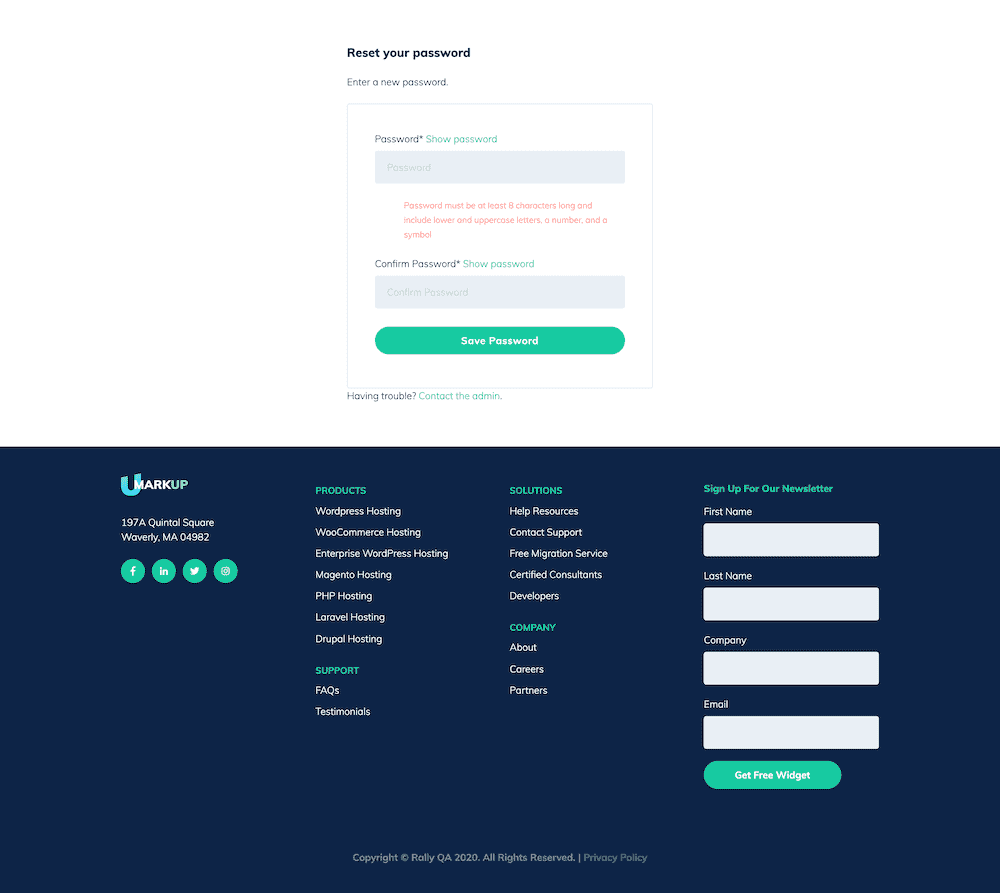 Reset your password
Enter a new password.
Password* Show password
Password
Password must be at least 8 characters long and
include lower and uppercase letters, a number, and a
symbol
Confirm Password* Show password
Confirm Password
Save Password
Having trouble? Contact the admin.
UMARKUP
197A Quintal Square
Waverly, MA 04982
PRODUCTS
Wordpress Hosting
WooCommerce Hosting
Enterprise WordPress Hosting
Magento Hosting
PHP Hosting
Laravel Hosting
Drupal Hosting
SUPPORT
FAQs
Testimonials
SOLUTIONS
Help Resources
Contact Support
Free Migration Service
Certified Consultants
Developers
COMPANY
About
Careers
Partners
Sign Up For Our Newsletter
First Name
Last Name
Company
Email
Get Free Widget
Copyright © Rally QA 2020. All Rights Reserved. | Privacy Policy